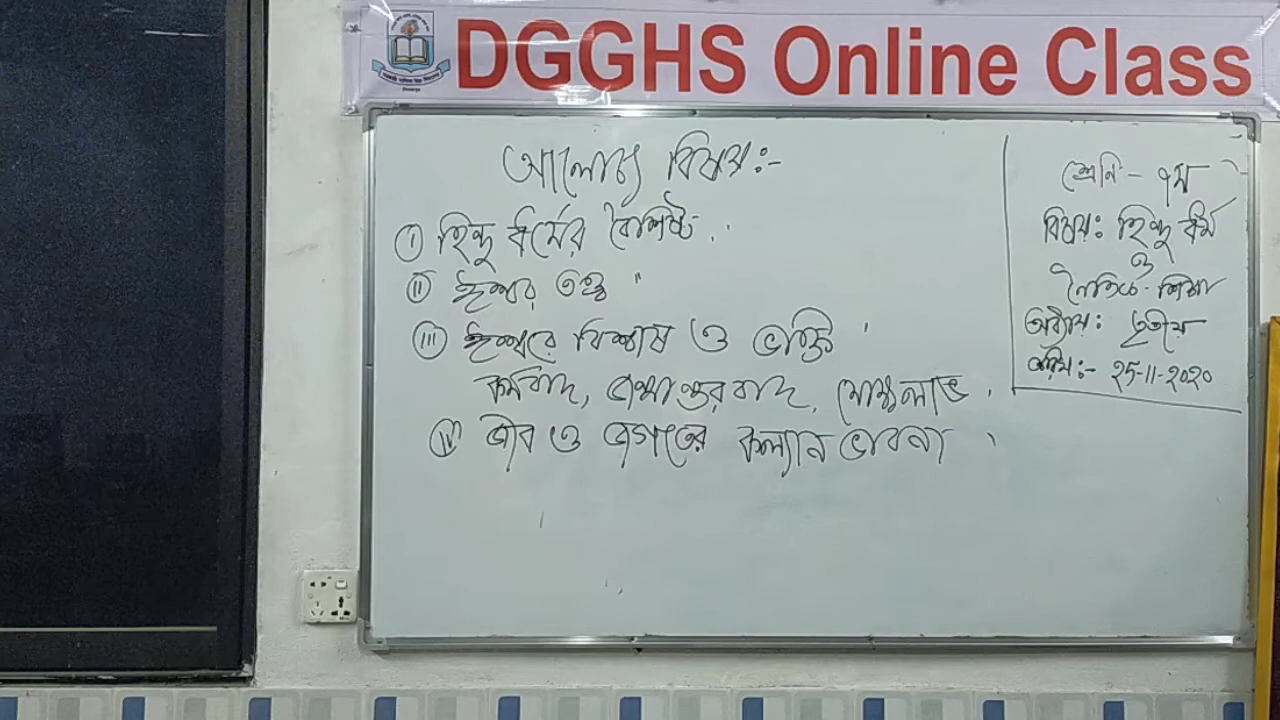 DGGHS Online Class
আলোচ্য বিষয়ঃ-
i হিন্দু ধর্মের বৈশিষ্ট
ii ঈশ্বর তত্ত্ব
iii ঈশ্বরে বিশ্বাষ ও ভক্তি
কর্মবাদ, জন্মান্তরবাদ, মোক্ষলাভ
iv জীব ও জগতের কল্যান ভাবনা
শ্রেনি - ৭ম
বিষয়ঃ হিন্দু ধর্ম
ও
নৈতিক শিক্ষা
অধ্যায়ঃ তৃতীয়
তারিখঃ- ২৫-১১-২০২০